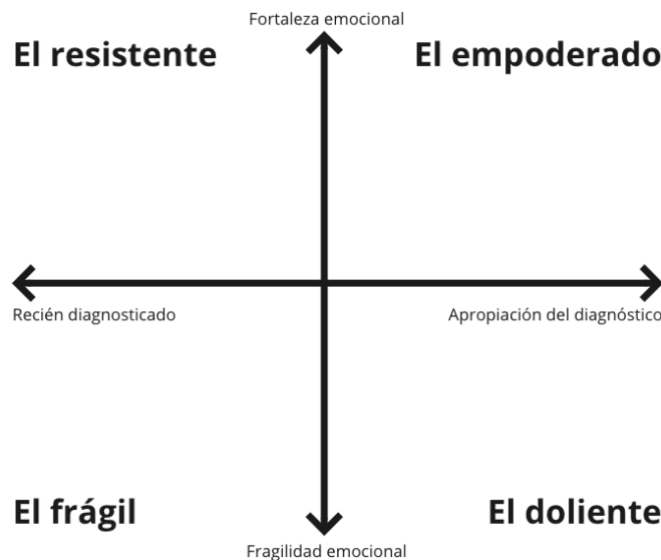 Fortaleza emocional
El resistente
El empoderado
Recién diagnosticado
Apropiación del diagnóstico
El frágil
El doliente
Fragilidad emocional